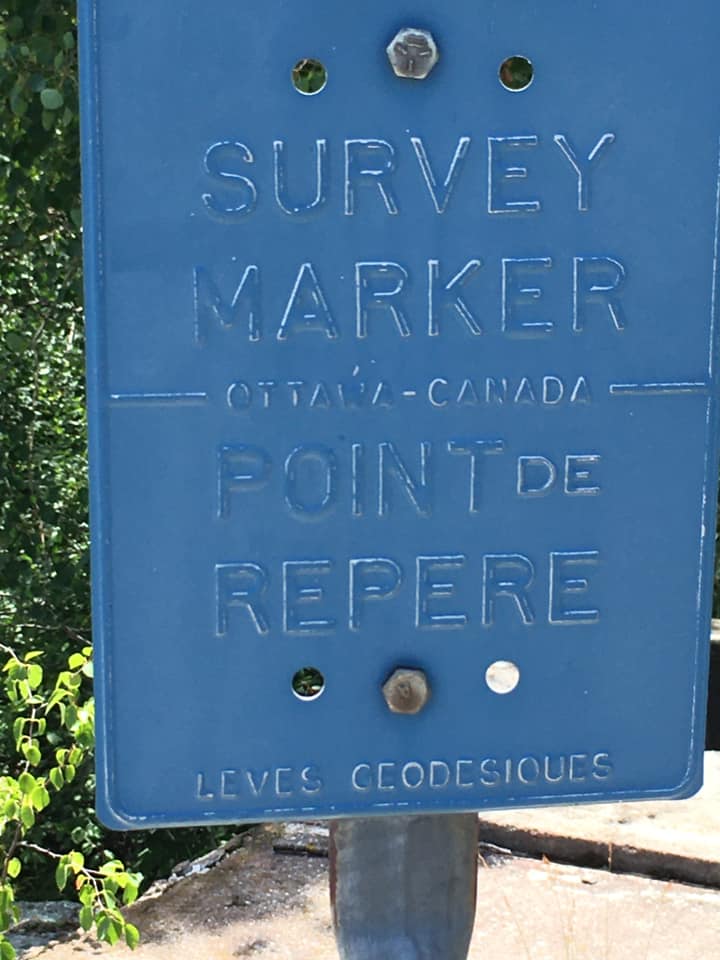 SURVEY
MARKER
OTTAWA-CANADA
POINT DE
REPERE
LEVES GEODESIQUES